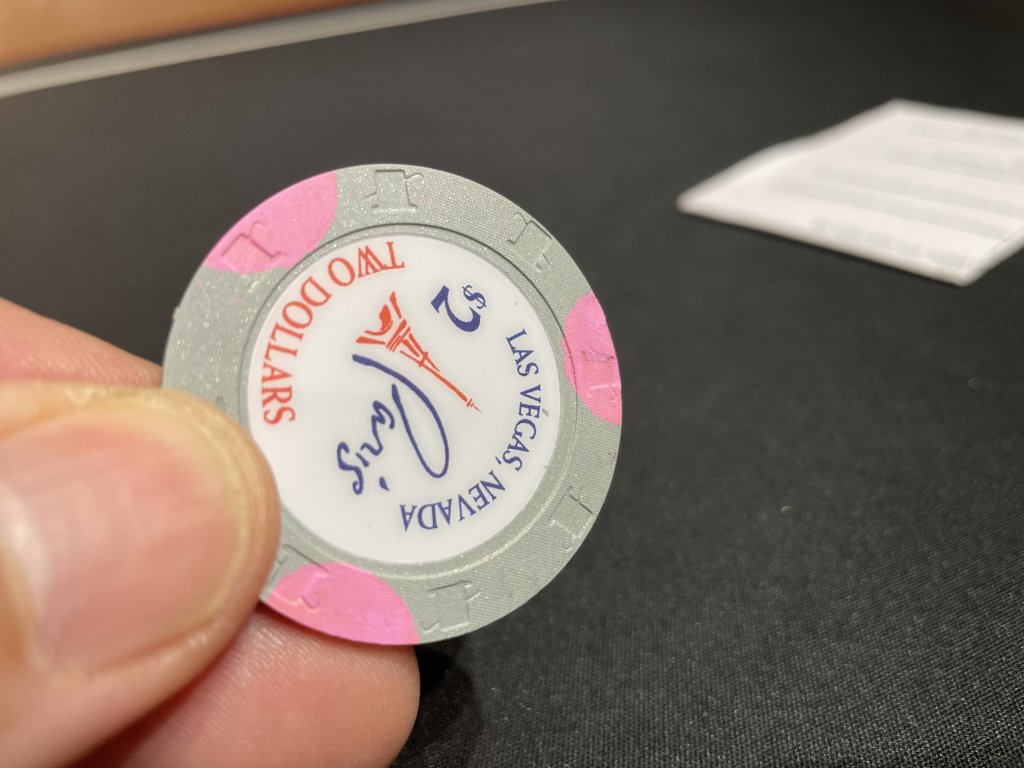 $2
TWO DOLLARS
Paris
LAS VEGAS, NEVADA